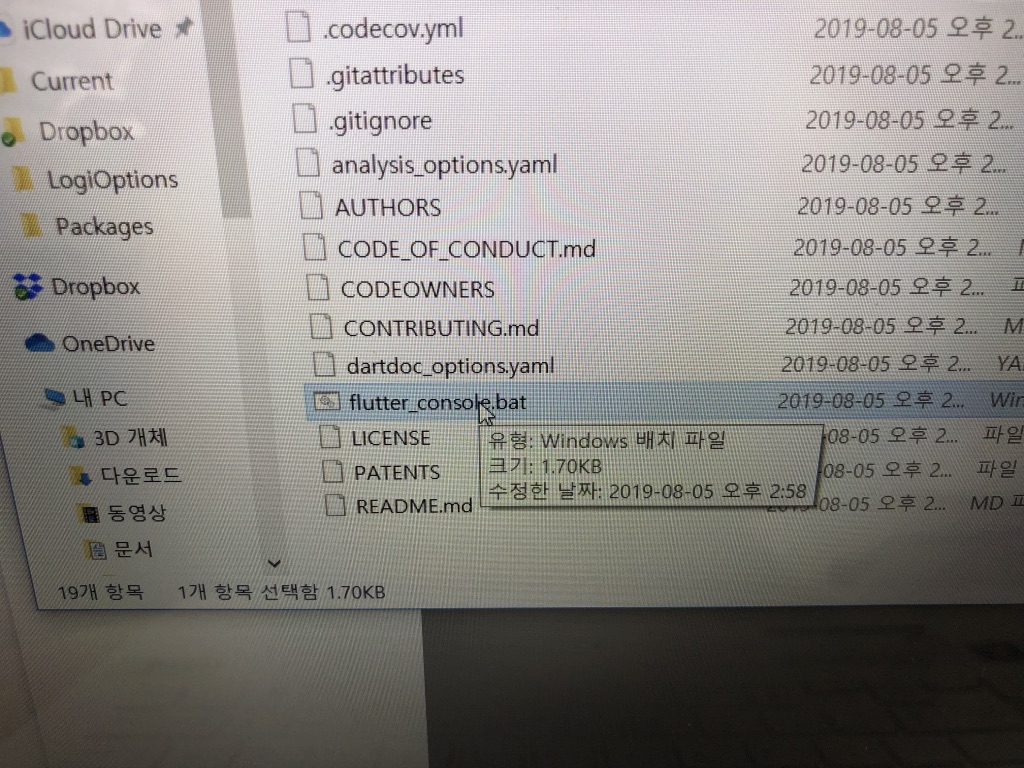 iCloud Drive
Current
Dropbox
LogiOptions
Packages
Dropbox
OneDrive
내 PC
3D 개체
다운로드
동영상
문서
.codecov.yml 2019-08-05 오후 2...
.gitattributes 2019-08-05 오후 2...
.gitignore 2019-08-05 오후 2...
analysis_options.yaml 2019-08-05 오후 2...
AUTHORS 2019-08-05 오후 2...
CODE_OF_CONDUCT.md 2019-08-05 오후 2...
CODEOWNERS 2019-08-05 오후 2...
CONTRIBUTING.md 2019-08-05 오후 2...
dartdoc_options.yaml 2019-08-05 오후 2... YA
flutter_console.bat 2019-08-05 오후 2... Win
LICENSE -08-05 오후 2... 파일
PATENTS -08-05 오후 2... 파일
README.md -08-05 오후 2... MD
유형: Windows 배치 파일
크기: 1.70KB
수정한 날짜: 2019-08-05 오후 2:58
19개 항목 1개 항목 선택함 1.70KB